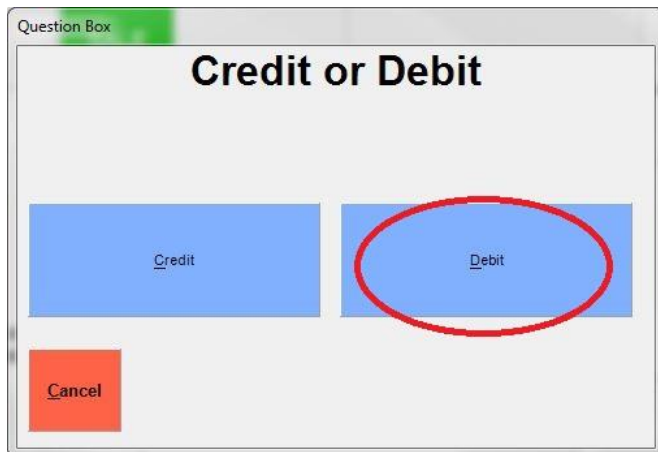 Question Box
Credit or Debit
Credit
Debit
Cancel